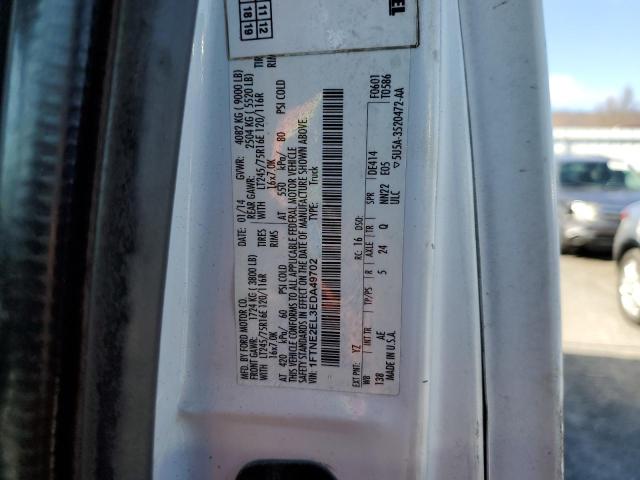 MFD. BY FORD MOTOR CO.
DATE: 01/14 GVWR: 4082 KG ( 9000 LB)
FRONT GAWR: 1724 KG ( 3800 LB) REAR GAWR: 2504 KG ( 5520 LB)
WITH LT245/75R16E 120/116R TIRES WITH LT245/75R16E 120/116R
16x7.0K RIMS 16x7.0K
AT 420 kPa/ 60 PSI COLD AT 550 kPa/ 80 PSI COLD
THIS VEHICLE CONFORMS TO ALL APPLICABLE FEDERAL MOTOR VEHICLE
SAFETY STANDARDS IN EFFECT ON THE DATE OF MANUFACTURE SHOWN ABOVE.
VIN: 1FTNE2EL3EDA49702 TYPE: Truck
F0601
T0586
EXT PNT: YZ RC: 16 DSO:
WB INT TR TP/PS R AXLE TR SPR DE414
138 AE 5 24 Q NN22 E05
MADE IN U.S.A. ULC
▽5U5A-3520472-AA
11 12
18 19